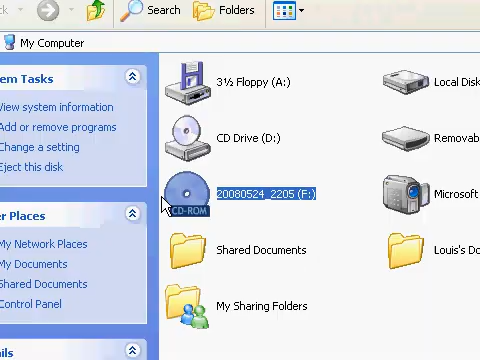 Search Folders
My Computer
em Tasks
View system information
Add or remove programs
Change a setting
Eject this disk
er Places
My Network Places
My Documents
Shared Documents
Control Panel
ails
3½ Floppy (A:) Local Disk
CD Drive (D:) Removab
20080524_2205 (F:) Microsoft
CD-ROM
Shared Documents Louis's Do
My Sharing Folders